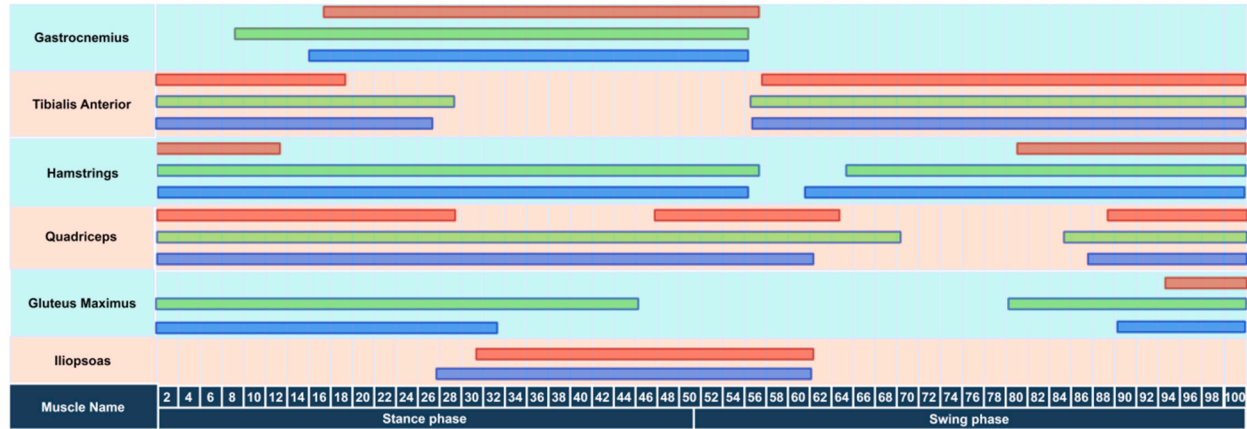 Gastrocnemius
Tibialis Anterior
Hamstrings
Quadriceps
Gluteus Maximus
Iliopsoas
Muscle Name 2 4 6 8 10 12 14 16 18 20 22 24 26 28 30 32 34 36 38 40 42 44 46 48 50 52 54 56 58 60 62 64 66 68 70 72 74 76 78 80 82 84 86 88 90 92 94 96 98 100
Stance phase Swing phase